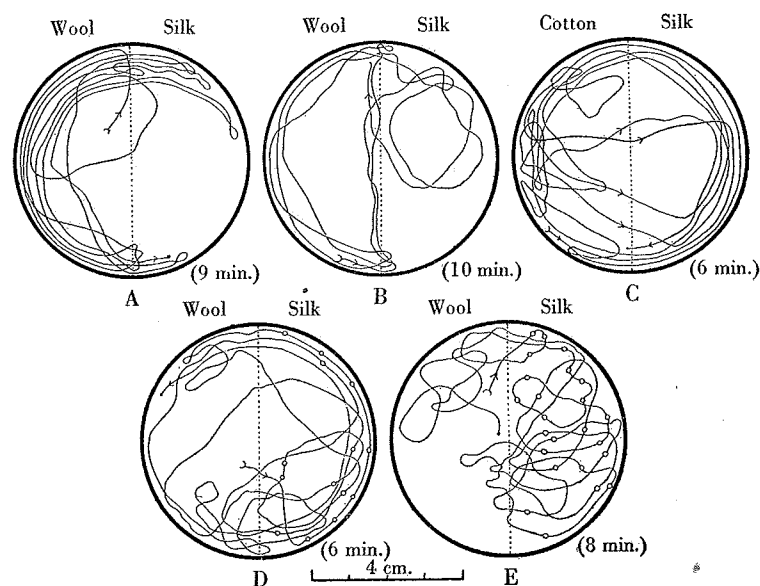 Wool Silk Wool Silk Cotton Silk
(9 min.) (10 min.) (6 min.)
A B C
Wool Silk Wool Silk
(6 min.) (8 min.)
4 cm.
D E